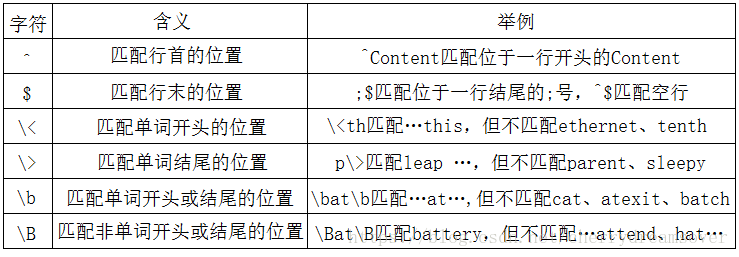 字符 含义 举例
^ 匹配行首的位置 ^Content匹配位于一行开头的Content
$ 匹配行末的位置 ;$匹配位于一行结尾的;号，^$匹配空行
\< 匹配单词开头的位置 \<th匹配…this，但不匹配ethernet、tenth
\> 匹配单词结尾的位置 p\>匹配leap …，但不匹配parent、sleepy
\b 匹配单词开头或结尾的位置 \bat\b匹配…at…,但不匹配cat、atexit、batch
\B 匹配非单词开头或结尾的位置 \Bat\B匹配battery，但不匹配…attend、hat…